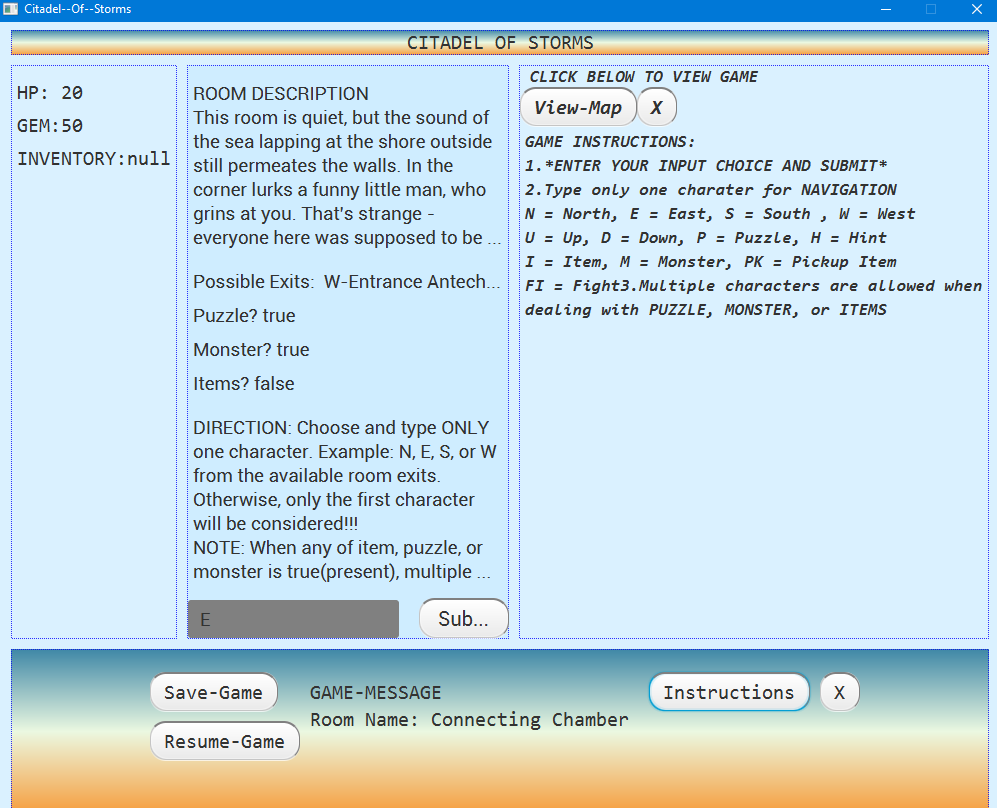 Citadel--Of--Storms
CITADEL OF STORMS
HP: 20
GEM:50
INVENTORY:null
ROOM DESCRIPTION
This room is quiet, but the sound of
the sea lapping at the shore outside
still permeates the walls. In the
corner lurks a funny little man, who
grins at you. That's strange -
everyone here was supposed to be ...
Possible Exits:  W-Entrance Antech...
Puzzle? true
Monster? true
Items? false
DIRECTION: Choose and type ONLY
one character. Example: N, E, S, or W
from the available room exits.
Otherwise, only the first character
will be considered!!!
NOTE: When any of item, puzzle, or
monster is true(present), multiple ...
E
Sub...
CLICK BELOW TO VIEW GAME
View-Map
X
GAME INSTRUCTIONS:
1.*ENTER YOUR INPUT CHOICE AND SUBMIT*
2.Type only one charater for NAVIGATION
N = North, E = East, S = South , W = West
U = Up, D = Down, P = Puzzle, H = Hint
I = Item, M = Monster, PK = Pickup Item
FI = Fight3.Multiple characters are allowed when
dealing with PUZZLE, MONSTER, or ITEMS
Save-Game
Resume-Game
GAME-MESSAGE
Room Name: Connecting Chamber
Instructions
X